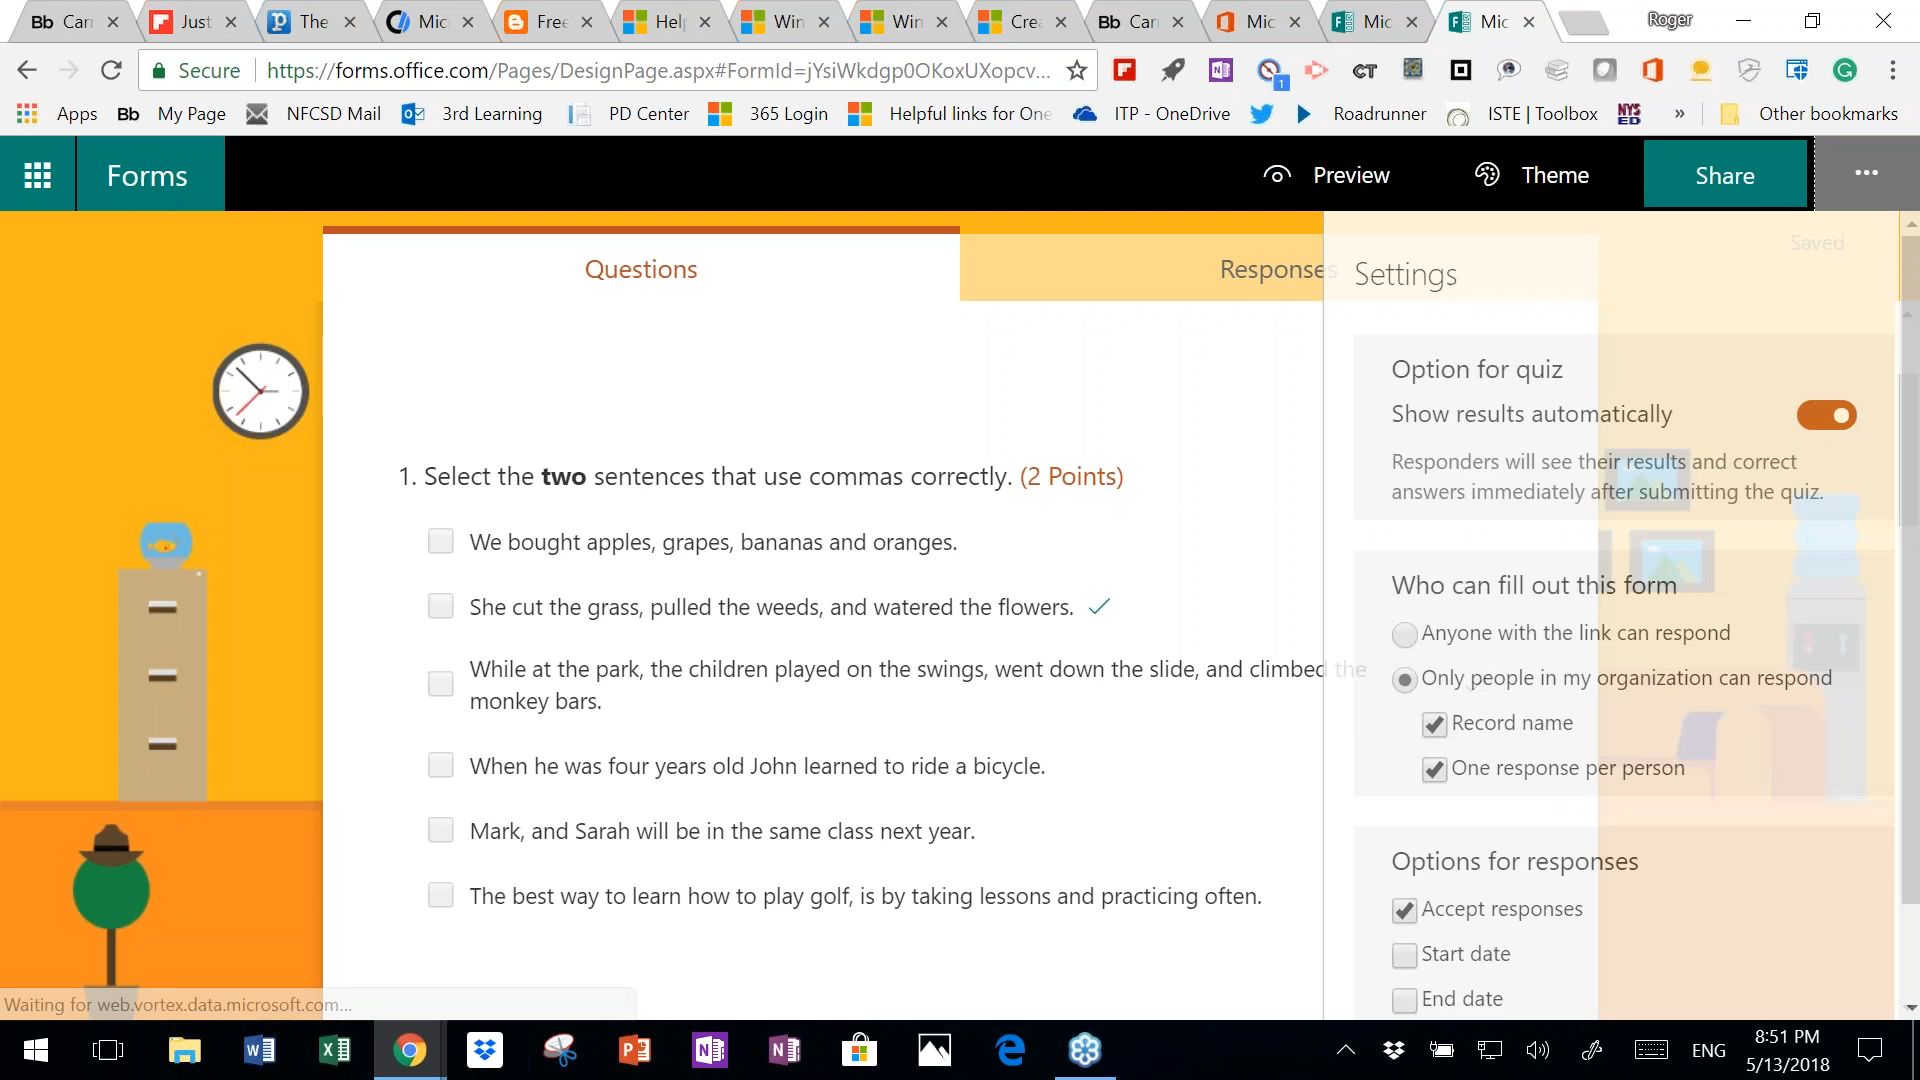 Bb Carr
Just
The
Mic
Free
Help
Win
Win
Crea
Bb Carr
Mic
Mic
Mic
Roger
Secure https://forms.office.com/Pages/DesignPage.aspx#FormId=jYsiWkdgp0OKoxUXopcv...
1
CT
Apps Bb My Page NFCSD Mail 3rd Learning PD Center 365 Login Helpful links for One ITP - OneDrive Roadrunner ISTE | Toolbox NYS ED » Other bookmarks
Forms Preview Theme Share ...
Saved
Questions Responses Settings
Option for quiz
Show results automatically
Responders will see their results and correct
answers immediately after submitting the quiz.
1. Select the two sentences that use commas correctly. (2 Points)
We bought apples, grapes, bananas and oranges.
She cut the grass, pulled the weeds, and watered the flowers.
While at the park, the children played on the swings, went down the slide, and climbed the
monkey bars.
When he was four years old John learned to ride a bicycle.
Mark, and Sarah will be in the same class next year.
The best way to learn how to play golf, is by taking lessons and practicing often.
Who can fill out this form
Anyone with the link can respond
Only people in my organization can respond
Record name
One response per person
Options for responses
Accept responses
Start date
End date
Waiting for web.vortex.data.microsoft.com...
ENG
8:51 PM
5/13/2018